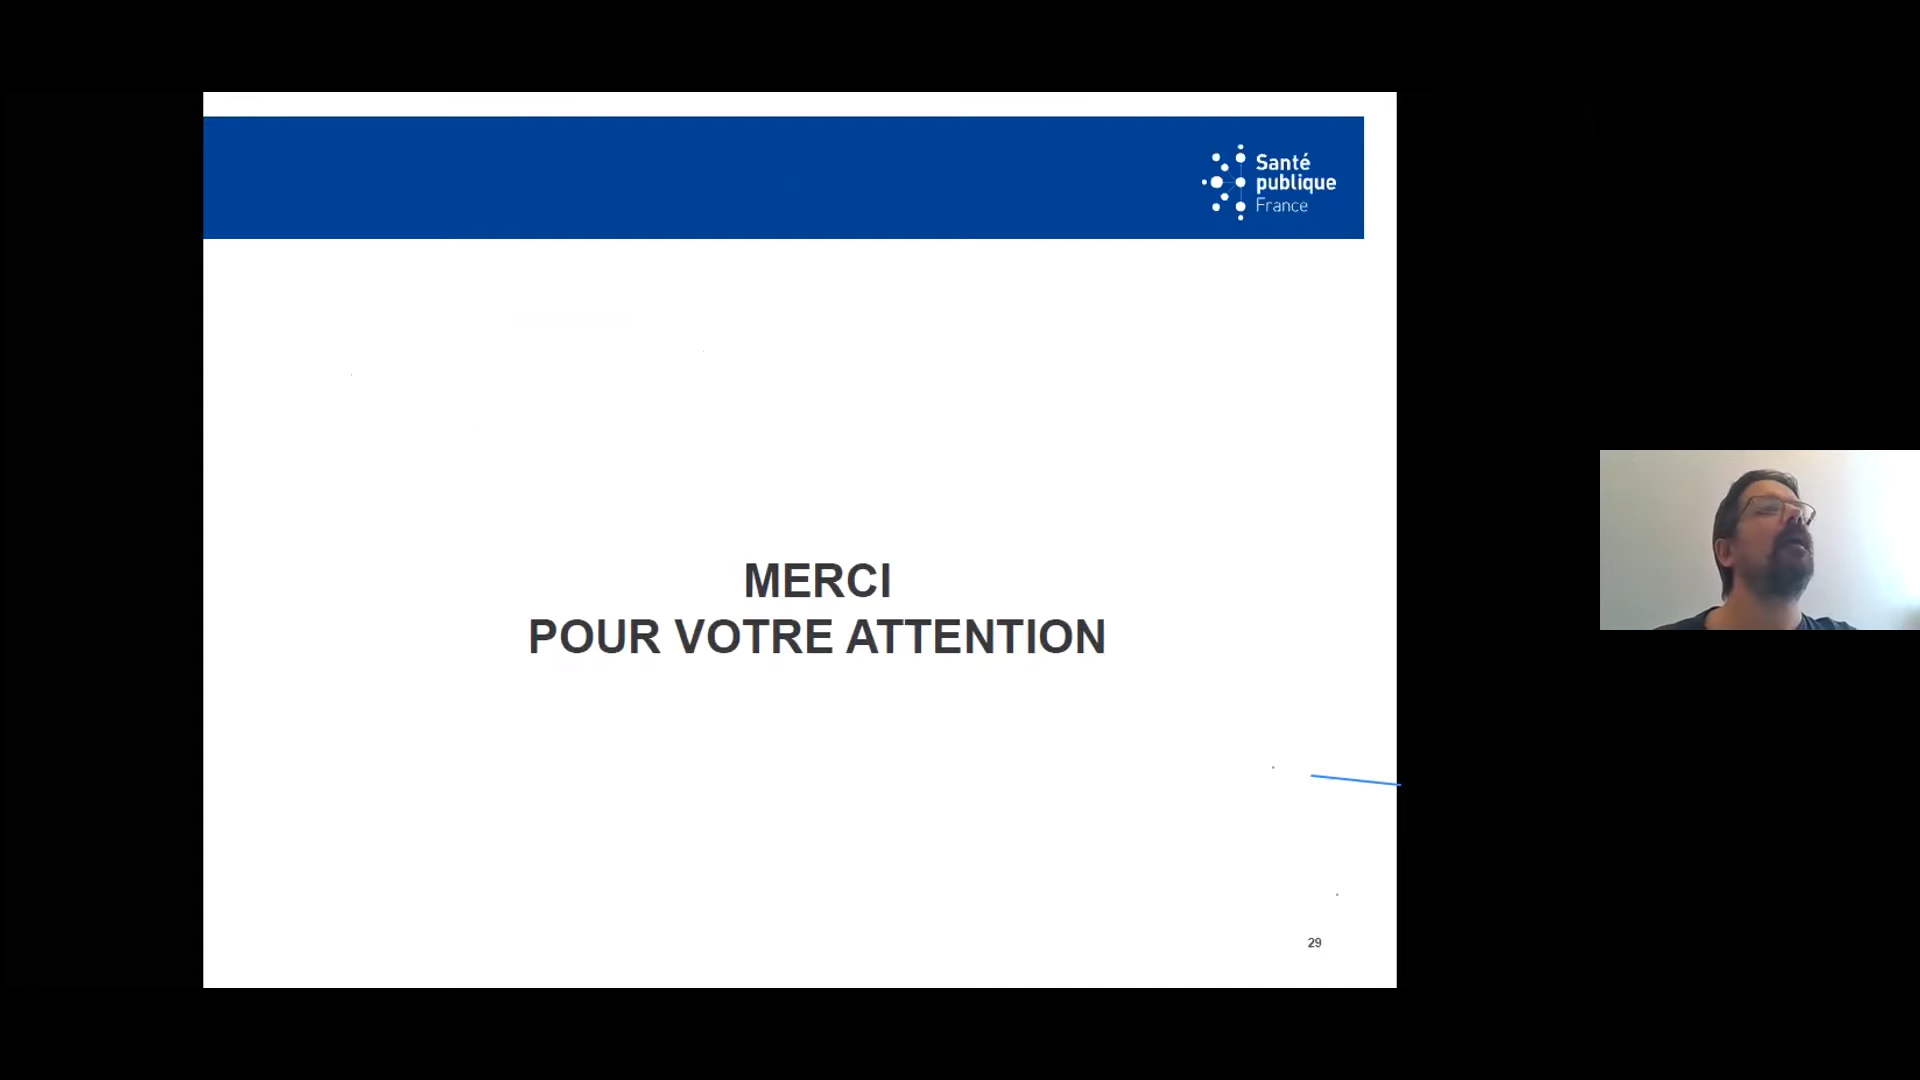 Santé
publique
France
MERCI
POUR VOTRE ATTENTION
29